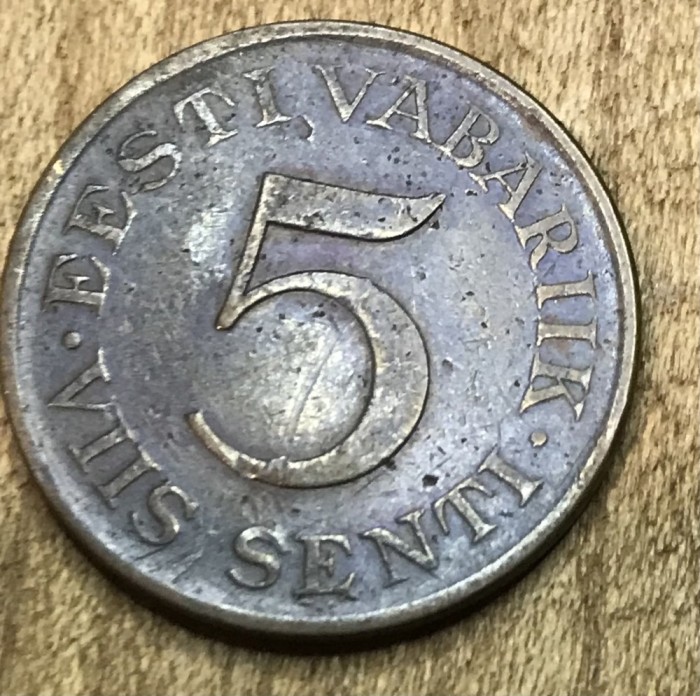 · EESTI VABARIIK ·
5
VIIS SENTI